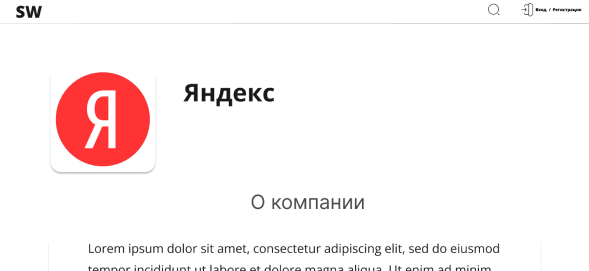 SW
Вход / Регистрация
Я
Яндекс
О компании
Lorem ipsum dolor sit amet, consectetur adipiscing elit, sed do eiusmod
tempor incididunt ut labore et dolore magna aliqua. Ut enim ad minim